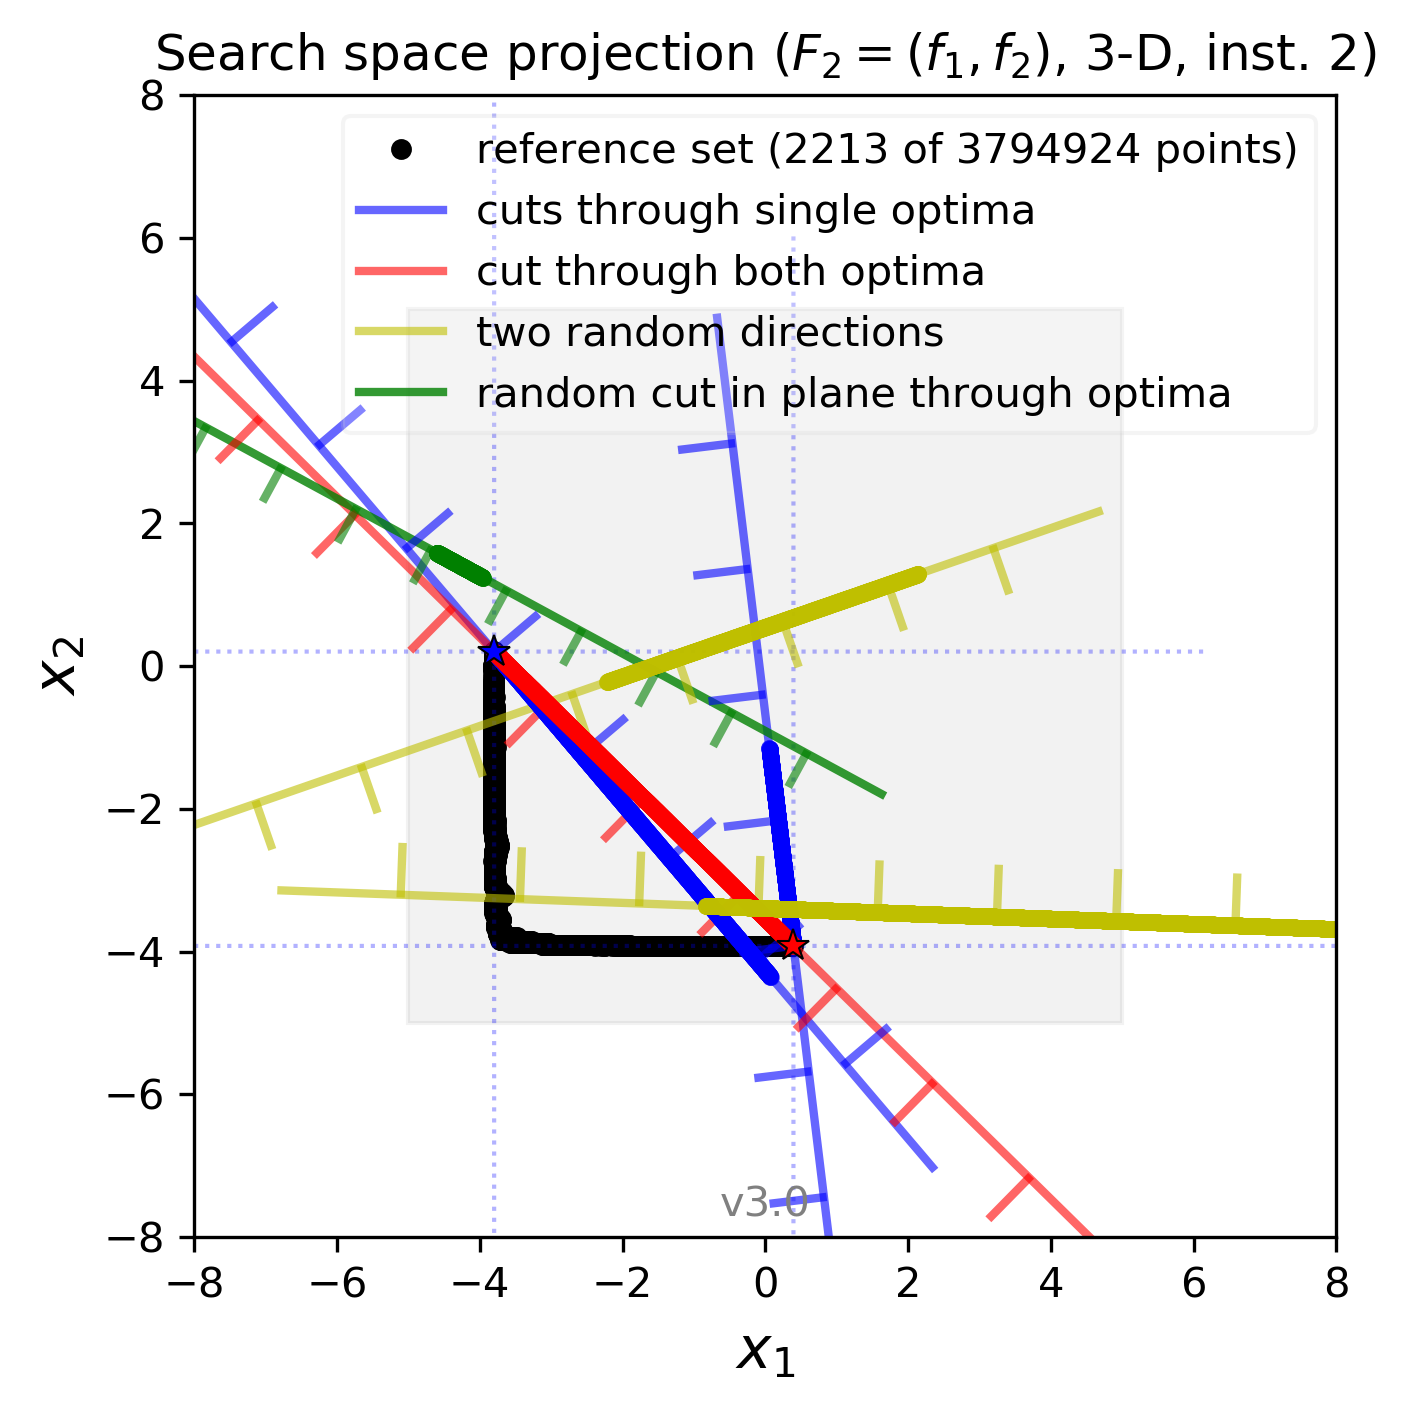 Search space projection (F₂ = (f₁, f₂), 3-D, inst. 2)
8
6
4
2
0
−2
−4
−6
−8
x₂
reference set (2213 of 3794924 points)
cuts through single optima
cut through both optima
two random directions
random cut in plane through optima
v3.0
−8 −6 −4 −2 0 2 4 6 8
x₁